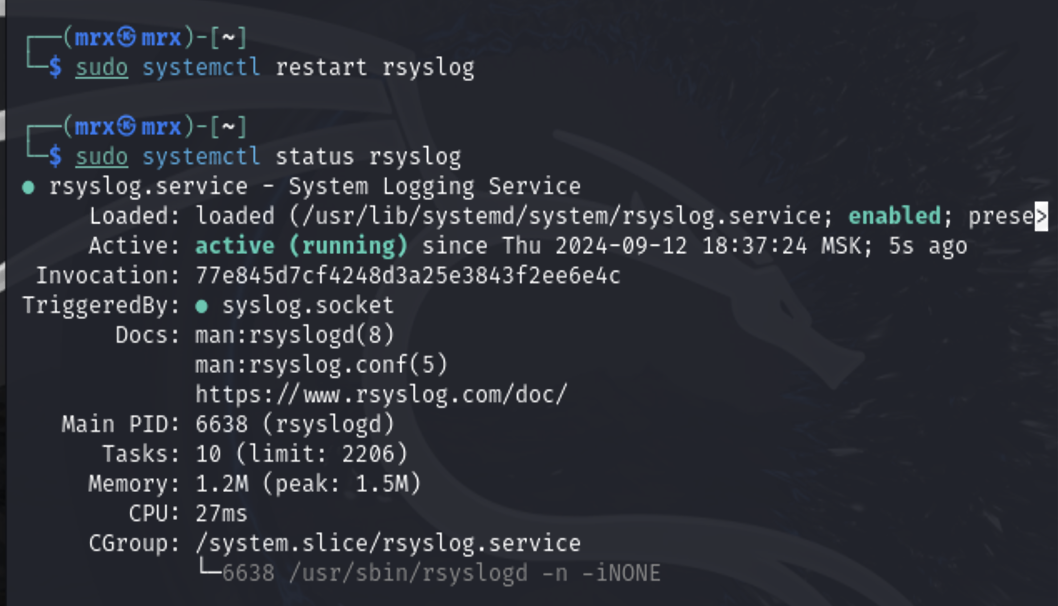 ┌──(mrx㉿mrx)-[~]
└─$ sudo systemctl restart rsyslog
┌──(mrx㉿mrx)-[~]
└─$ sudo systemctl status rsyslog
● rsyslog.service - System Logging Service
Loaded: loaded (/usr/lib/systemd/system/rsyslog.service; enabled; prese>
Active: active (running) since Thu 2024-09-12 18:37:24 MSK; 5s ago
Invocation: 77e845d7cf4248d3a25e3843f2ee6e4c
TriggeredBy: ● syslog.socket
Docs: man:rsyslogd(8)
man:rsyslog.conf(5)
https://www.rsyslog.com/doc/
Main PID: 6638 (rsyslogd)
Tasks: 10 (limit: 2206)
Memory: 1.2M (peak: 1.5M)
CPU: 27ms
CGroup: /system.slice/rsyslog.service
└─6638 /usr/sbin/rsyslogd -n -iNONE